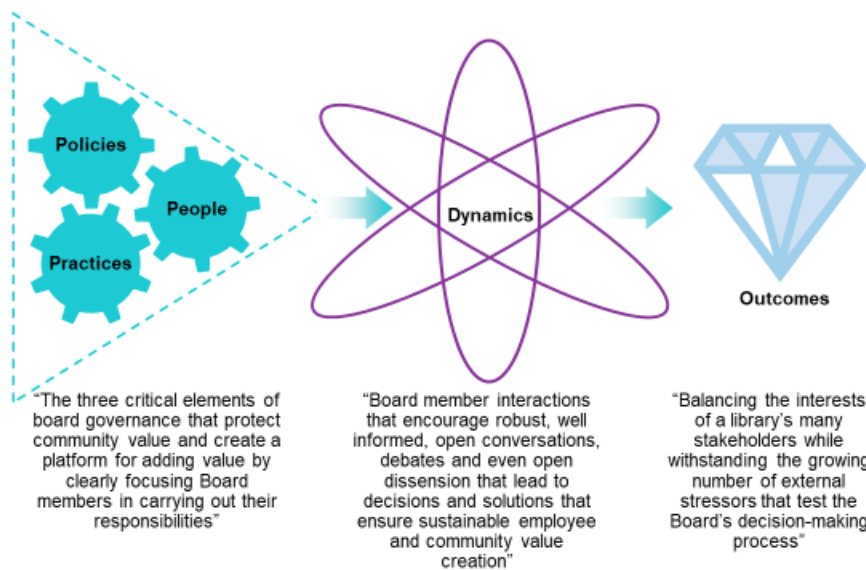 Policies
People
Practices
Dynamics
Outcomes
“The three critical elements of
board governance that protect
community value and create a
platform for adding value by
clearly focusing Board
members in carrying out their
responsibilities”
“Board member interactions
that encourage robust, well
informed, open conversations,
debates and even open
dissension that lead to
decisions and solutions that
ensure sustainable employee
and community value
creation”
“Balancing the interests
of a library’s many
stakeholders while
withstanding the growing
number of external
stressors that test the
Board’s decision-making
process”